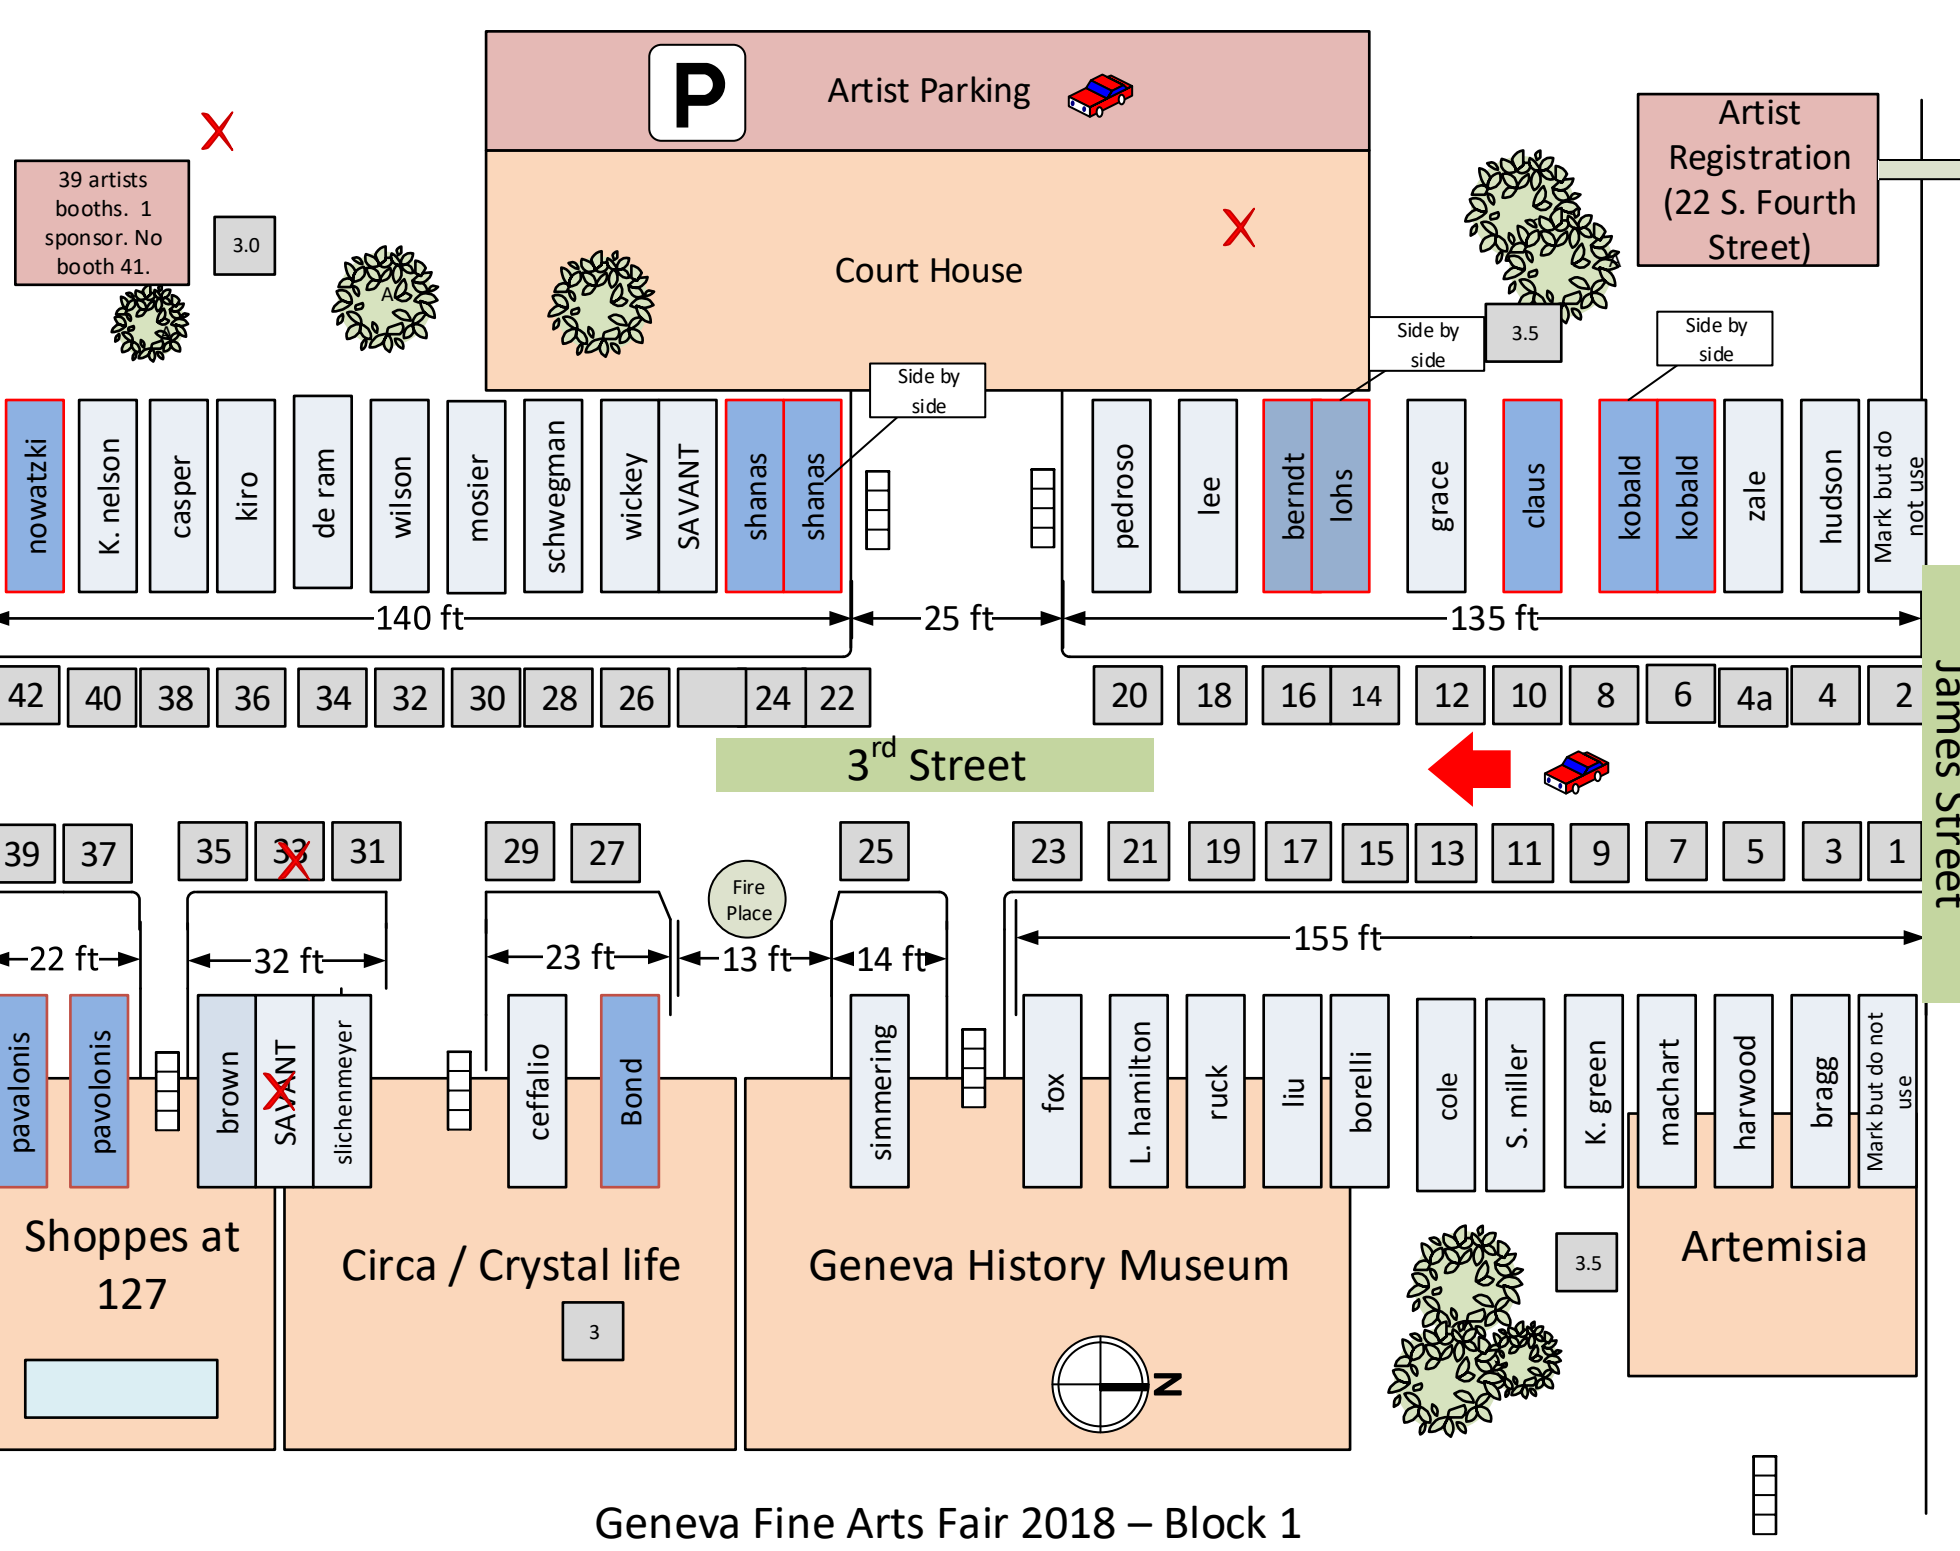 P
Artist Parking
Artist
Registration
(22 S. Fourth
Street)
39 artists
booths. 1
sponsor. No
booth 41.
3.0
A
Court House
Side by
side
3.5
Side by
side
Side by
side
nowatzki
K. nelson
casper
kiro
de ram
wilson
mosier
schwegman
wickey
SAVANT
shanas
shanas
pedroso
lee
berndt
lohs
grace
claus
kobald
kobald
zale
hudson
Mark but do
not use
140 ft
25 ft
135 ft
42
40
38
36
34
32
30
28
26
24
22
20
18
16
14
12
10
8
6
4a
4
2
James Street
3rd Street
39
37
35
33
31
29
27
Fire
Place
25
23
21
19
17
15
13
11
9
7
5
3
1
22 ft
32 ft
23 ft
13 ft
14 ft
155 ft
pavalonis
pavolonis
brown
SAVANT
slichenmeyer
ceffalio
Bond
simmering
fox
L. hamilton
ruck
liu
borelli
cole
S. miller
K. green
machart
harwood
bragg
Mark but do not
use
Shoppes at
127
Circa / Crystal life
3
Geneva History Museum
N
3.5
Artemisia
Geneva Fine Arts Fair 2018 – Block 1